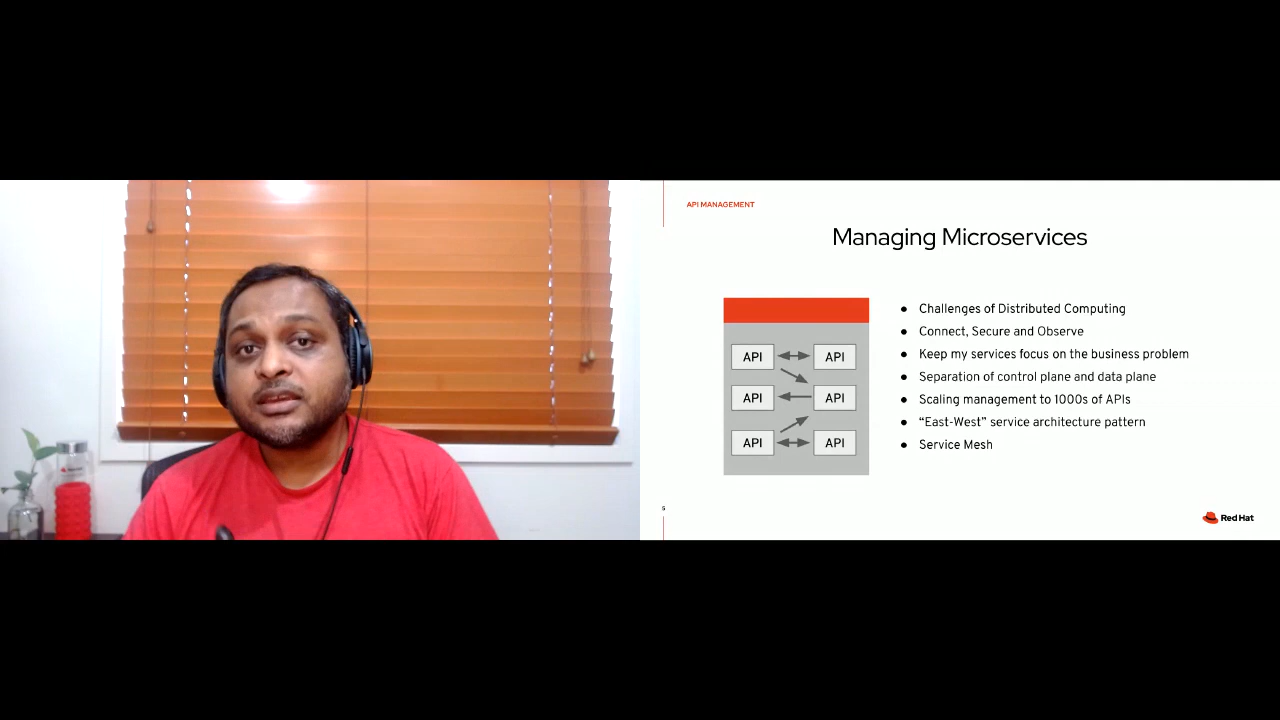 API MANAGEMENT
Managing Microservices
API API
API API
API API
● Challenges of Distributed Computing
● Connect, Secure and Observe
● Keep my services focus on the business problem
● Separation of control plane and data plane
● Scaling management to 1000s of APIs
● “East-West” service architecture pattern
● Service Mesh
5
Red Hat